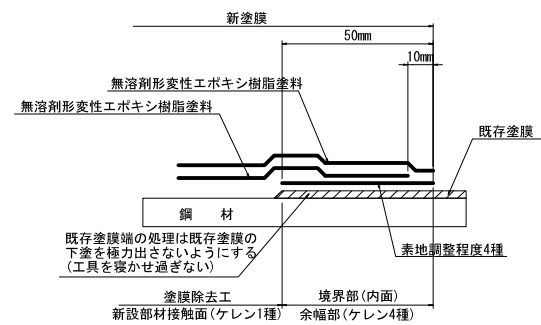 新塗膜
50mm
10mm
無溶剤形変性エポキシ樹脂塗料
無溶剤形変性エポキシ樹脂塗料
既存塗膜
鋼 材
既存塗膜端の処理は既存塗膜の
下塗を極力出さないようにする
(工具を寝かせ過ぎない)
素地調整程度4種
塗膜除去工
境界部(内面)
新設部材接触面(ケレン1種)
余幅部(ケレン4種)